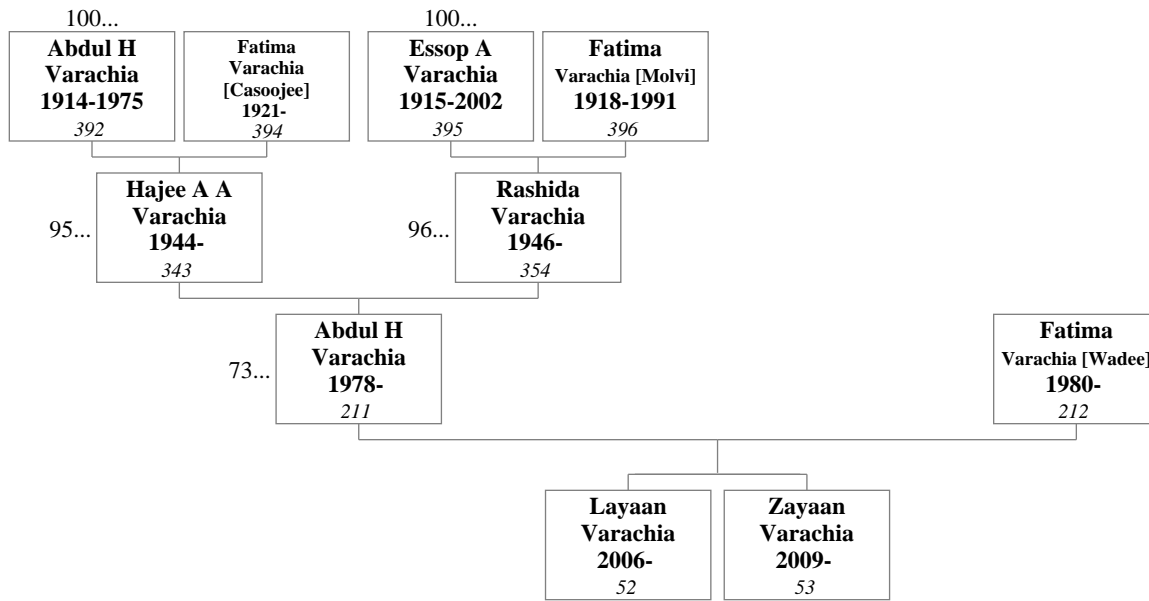 100...
Abdul H
Varachia
1914-1975
392
Fatima
Varachia
[Casoojee]
1921-
394
100...
Essop A
Varachia
1915-2002
395
Fatima
Varachia [Molvi]
1918-1991
396
95...
Hajee A A
Varachia
1944-
343
96...
Rashida
Varachia
1946-
354
73...
Abdul H
Varachia
1978-
211
Fatima
Varachia [Wadee]
1980-
212
Layaan
Varachia
2006-
52
Zayaan
Varachia
2009-
53